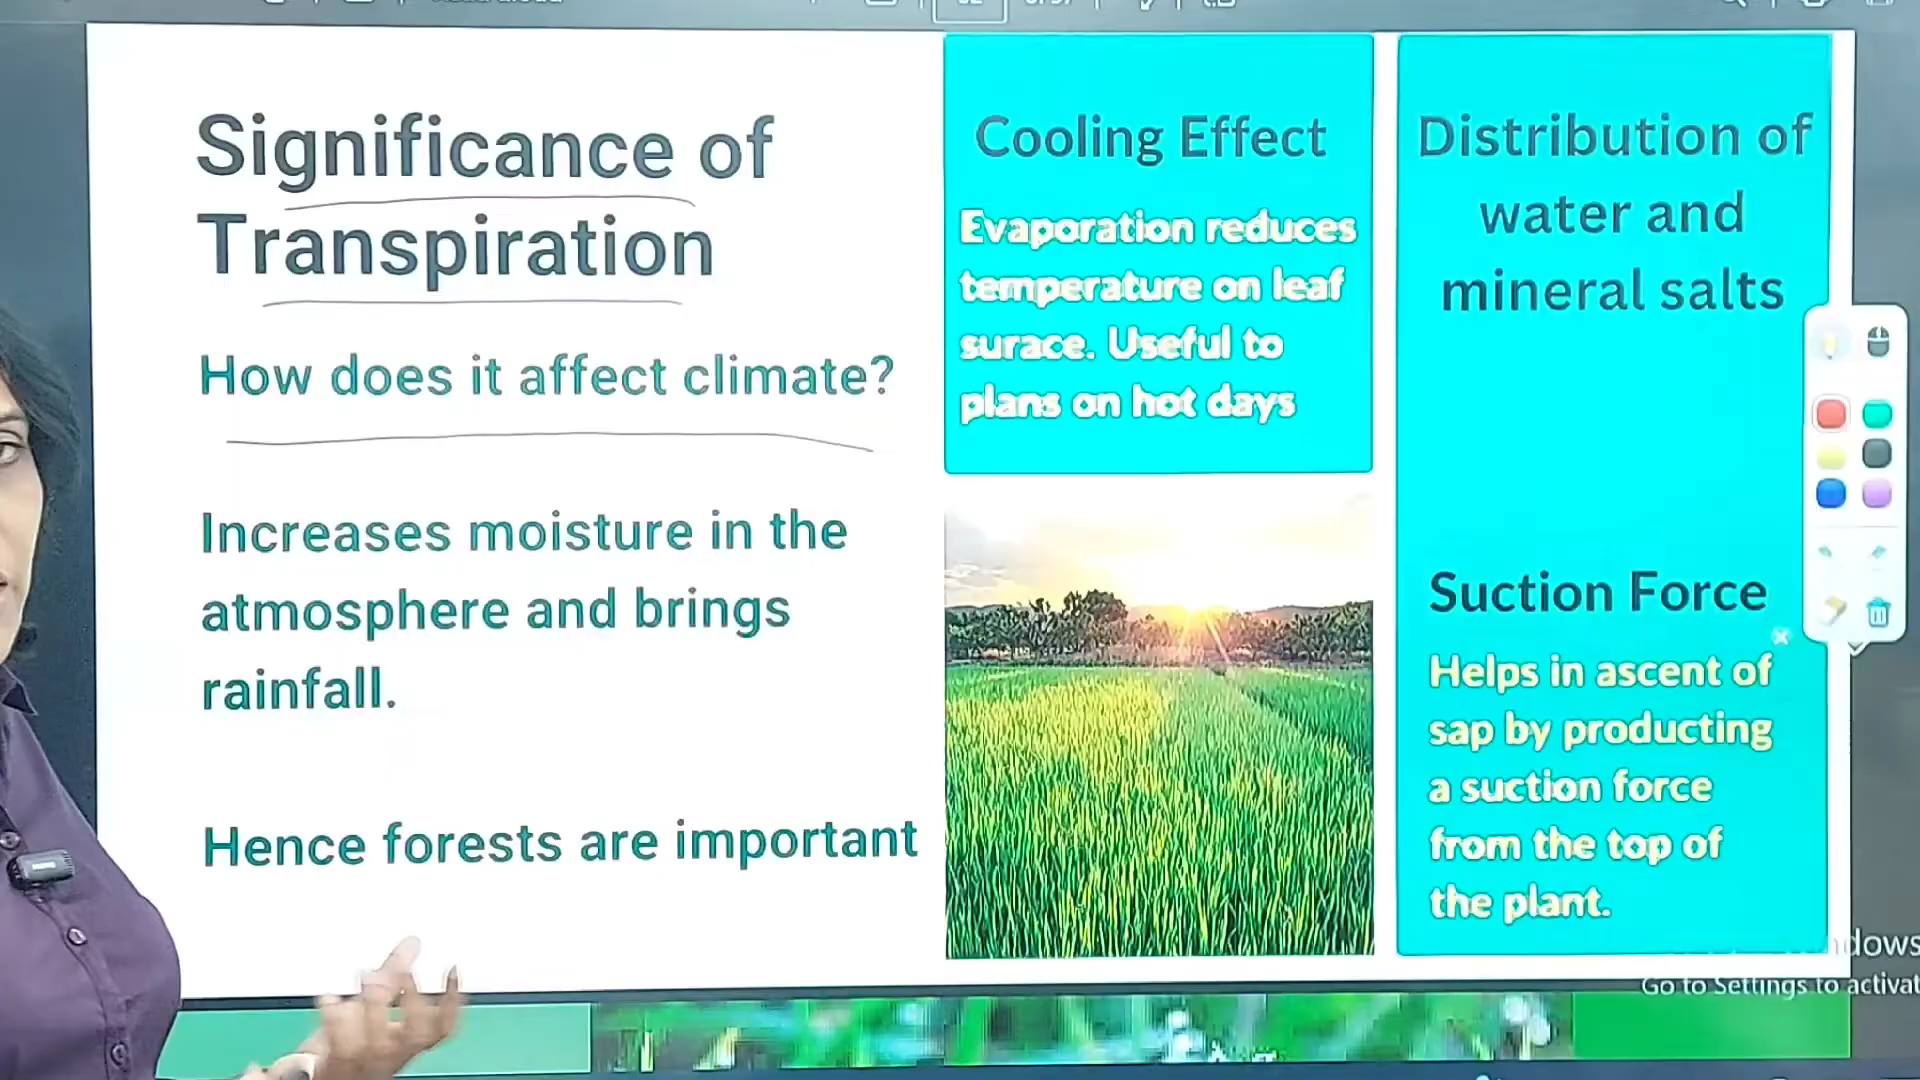 Significance of
Transpiration
How does it affect climate?
Increases moisture in the
atmosphere and brings
rainfall.
Hence forests are important
Cooling Effect
Evaporation reduces
temperature on leaf
surace. Useful to
plans on hot days
Distribution of
water and
mineral salts
Suction Force
Helps in ascent of
sap by producting
a suction force
from the top of
the plant.
Go to Settings to activat